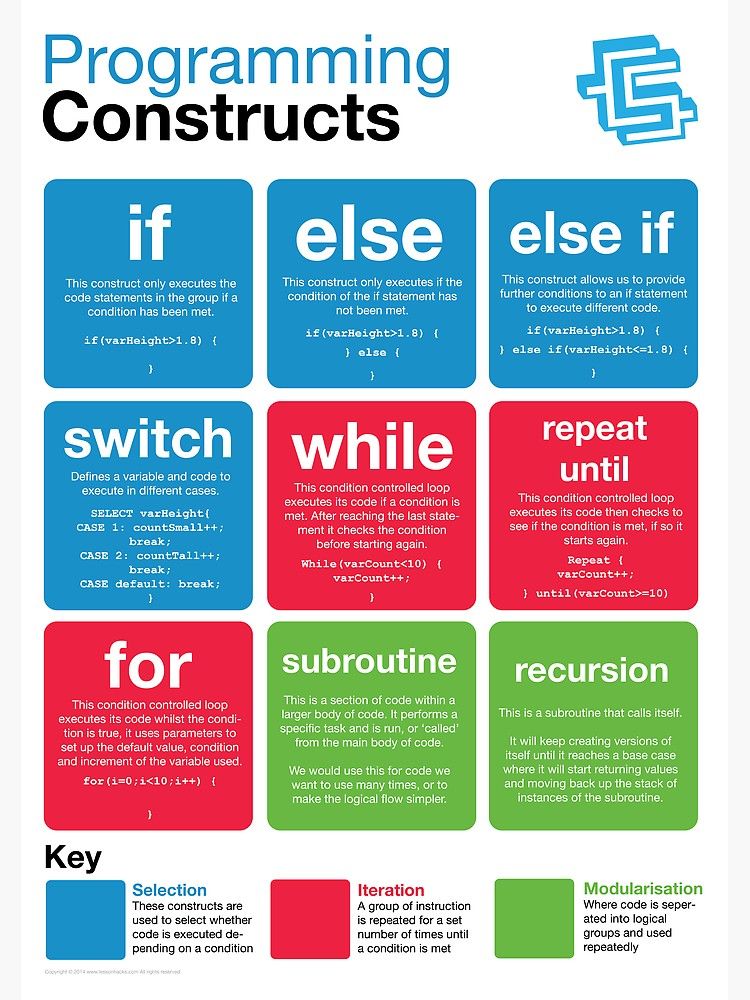 Programming
Constructs
if
This construct only executes the
code statements in the group if a
condition has been met.
if(varHeight>1.8) {
}
else
This construct only executes if the
condition of the if statement has
not been met.
if(varHeight>1.8) {
} else {
}
else if
This construct allows us to provide
further conditions to an if statement
to execute different code.
if(varHeight>1.8) {
} else if(varHeight<=1.8) {
}
switch
Defines a variable and code to
execute in different cases.
SELECT varHeight{
CASE 1: countSmall++;
break;
CASE 2: countTall++;
break;
CASE default: break;
}
while
This condition controlled loop
executes its code if a condition is
met. After reaching the last state-
ment it checks the condition
before starting again.
While(varCount<10) {
varCount++;
}
repeat
until
This condition controlled loop
executes its code then checks to
see if the condition is met, if so it
starts again.
Repeat {
varCount++;
} until(varCount>=10)
for
This condition controlled loop
executes its code whilst the condi-
tion is true, it uses parameters to
set up the default value, condition
and increment of the variable used.
for(i=0;i<10;i++) {
}
subroutine
This is a section of code within a
larger body of code. It performs a
specific task and is run, or ‘called’
from the main body of code.
We would use this for code we
want to use many times, or to
make the logical flow simpler.
recursion
This is a subroutine that calls itself.
It will keep creating versions of
itself until it reaches a base case
where it will start returning values
and moving back up the stack of
instances of the subroutine.
Key
Selection
These constructs are
used to select whether
code is executed de-
pending on a condition
Iteration
A group of instruction
is repeated for a set
number of times until
a condition is met
Modularisation
Where code is seper-
ated into logical
groups and used
repeatedly
Copyright © 2014 www.lessonhacks.com All rights reserved.